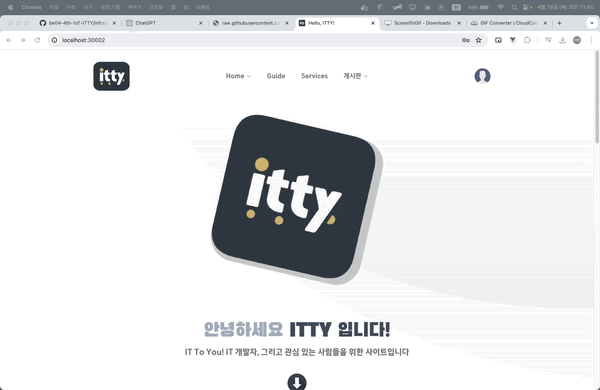 Chrome 파일 수정 보기 방문 기록 북마크 프로필 탭 창 도움말
be04-4th-1oT-ITTY/infra
ChatGPT
raw.githubusercontent.c
Hello, ITTY!
ScreenToGif - Downloads
GIF Converter | CloudCo
localhost:30002
itty
Home
Guide
Services
게시판
itty
안녕하세요 ITTY 입니다!
IT To You! IT 개발자, 그리고 관심 있는 사람들을 위한 사이트입니다